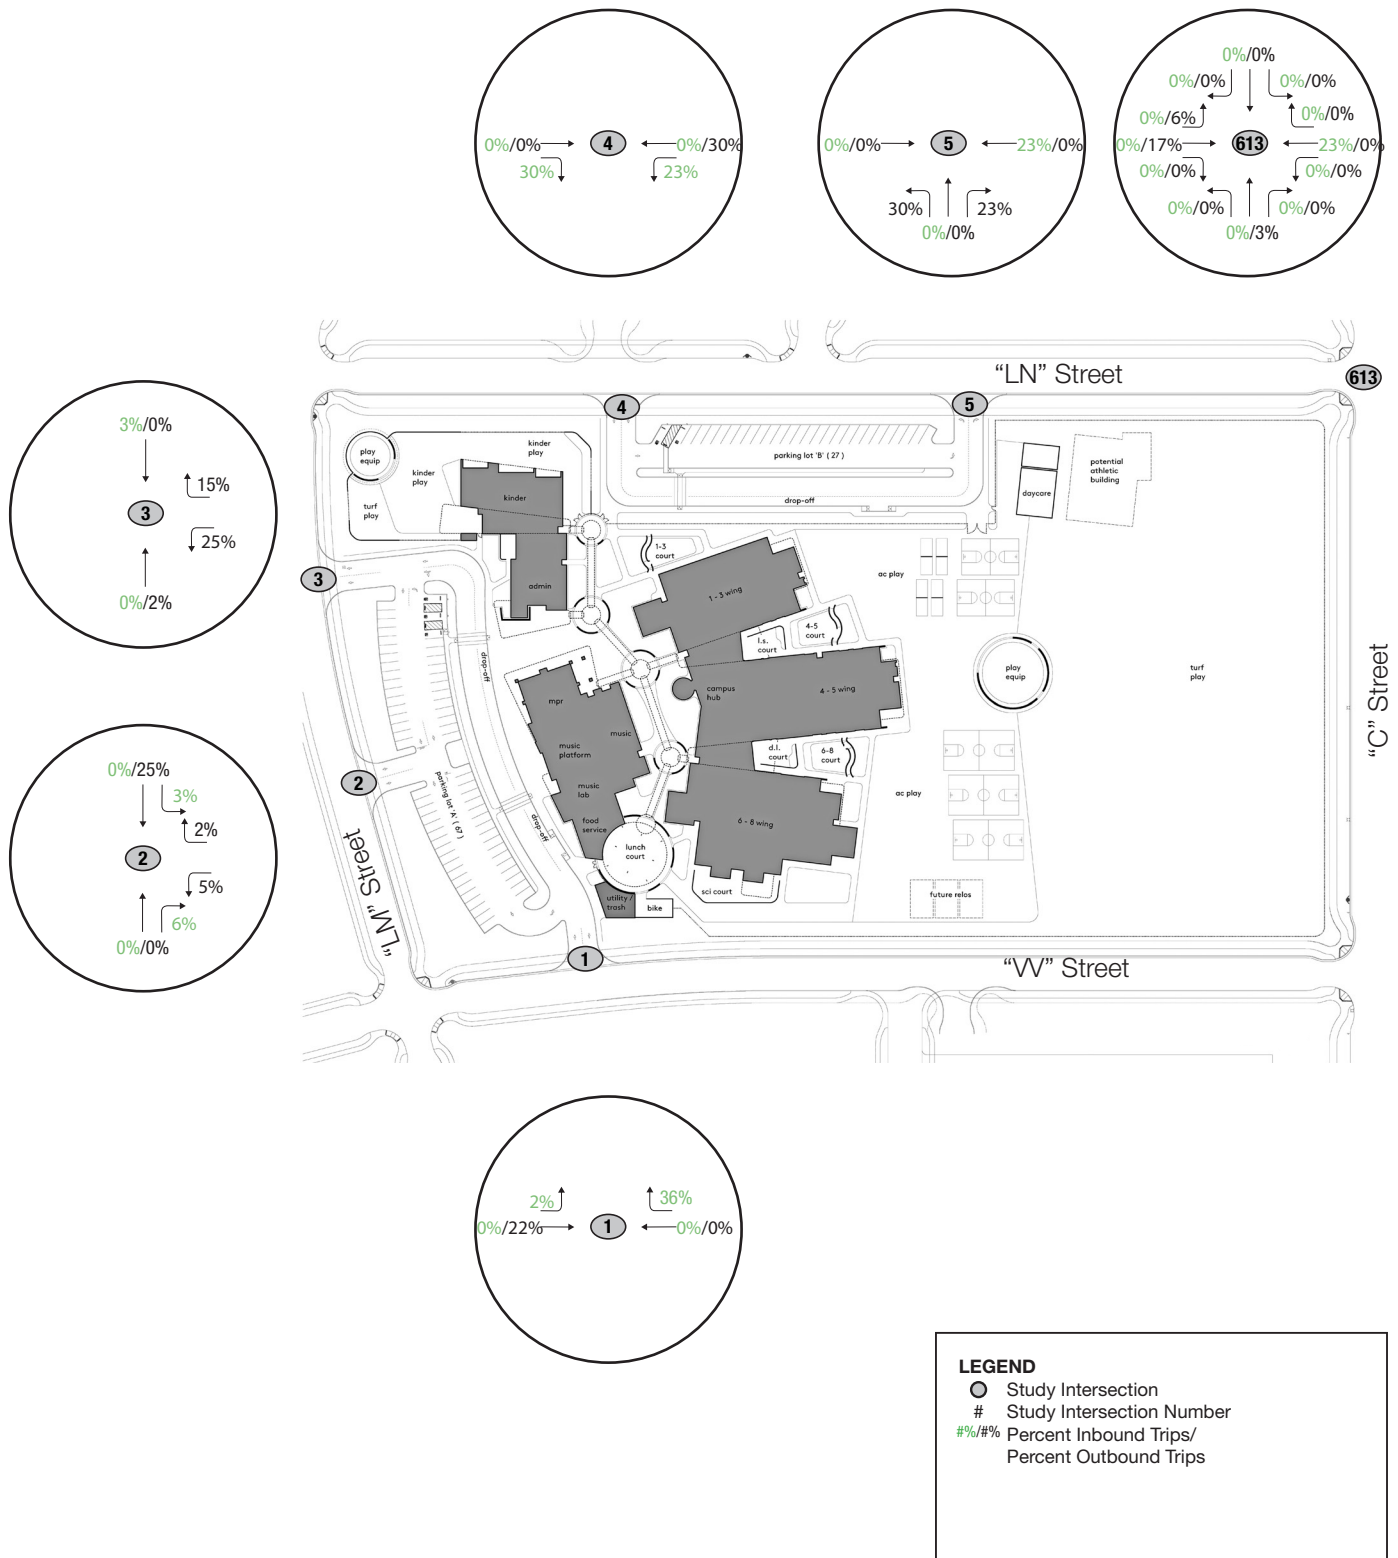 0%/0%
4
0%/30%
30%
23%
0%/0%
5
23%/0%
30%
23%
0%/0%
0%/0%
0%/0%
0%/0%
0%/6%
0%/0%
0%/17%
613
23%/0%
0%/0%
0%/0%
0%/0%
0%/0%
0%/3%
“LN” Street
613
4
5
3%/0%
15%
3
25%
0%/2%
play
equip
kinder
play
kinder
play
turf
play
kinder
parking lot 'B' ( 27 )
drop-off
daycare
potential
athletic
building
3
admin
1-3
court
1 - 3 wing
ac play
l.s.
court
4-5
court
drop-off
mpr
music
music
platform
music
lab
food
service
campus
hub
4 - 5 wing
play
equip
turf
play
“C” Street
d.l.
court
6-8
court
ac play
6 - 8 wing
2
parking lot 'A' ( 67 )
drop-off
lunch
court
sci court
future relos
utility /
trash
bike
“LM” Street
1
“VV” Street
0%/25%
3%
2%
2
5%
6%
0%/0%
2%
36%
0%/22%
1
0%/0%
LEGEND
Study Intersection
# Study Intersection Number
#%/#% Percent Inbound Trips/
Percent Outbound Trips